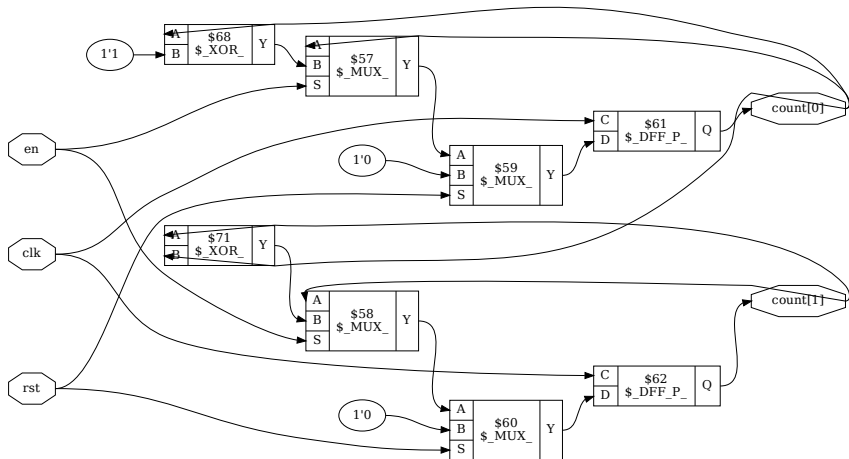 1'1
A
B
$68
$_XOR_
Y
A
B
S
$57
$_MUX_
Y
count[0]
C
D
$61
$_DFF_P_
Q
en
1'0
A
B
S
$59
$_MUX_
Y
clk
A
B
$71
$_XOR_
Y
A
B
S
$58
$_MUX_
Y
count[1]
C
D
$62
$_DFF_P_
Q
rst
1'0
A
B
S
$60
$_MUX_
Y